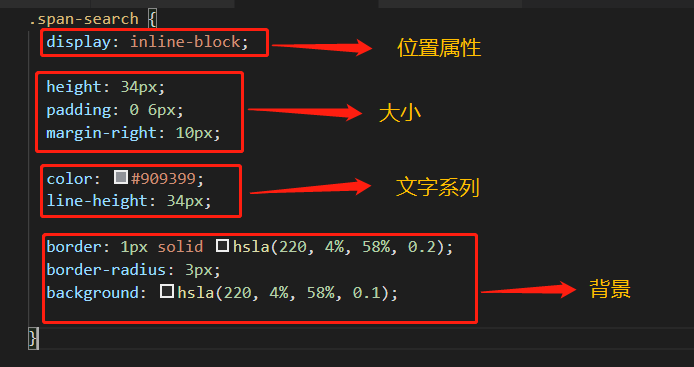 .span-search {
display: inline-block;
位置属性
height: 34px;
padding: 0 6px;
margin-right: 10px;
大小
color: #909399;
line-height: 34px;
文字系列
border: 1px solid hsla(220, 4%, 58%, 0.2);
border-radius: 3px;
background: hsla(220, 4%, 58%, 0.1);
背景
}